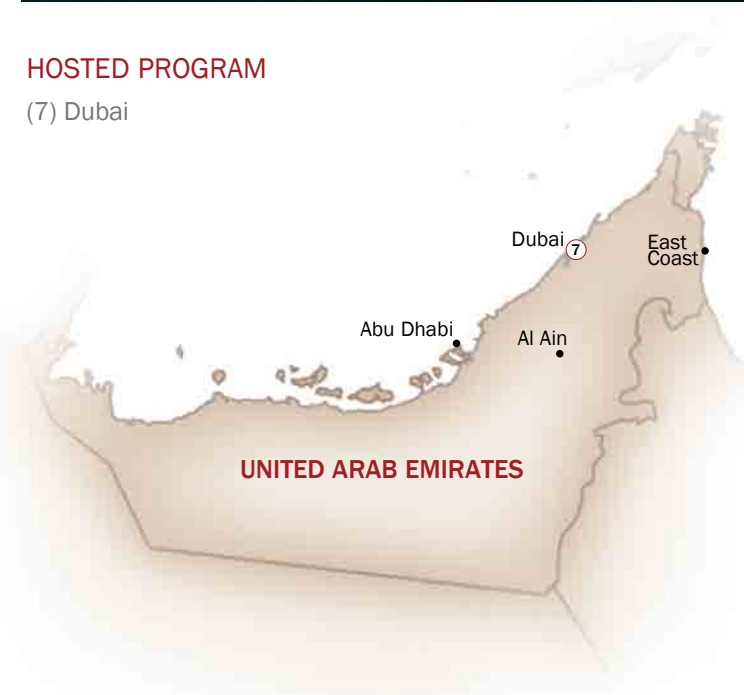 HOSTED PROGRAM
(7) Dubai
Dubai 7
East
Coast
Abu Dhabi
Al Ain
UNITED ARAB EMIRATES